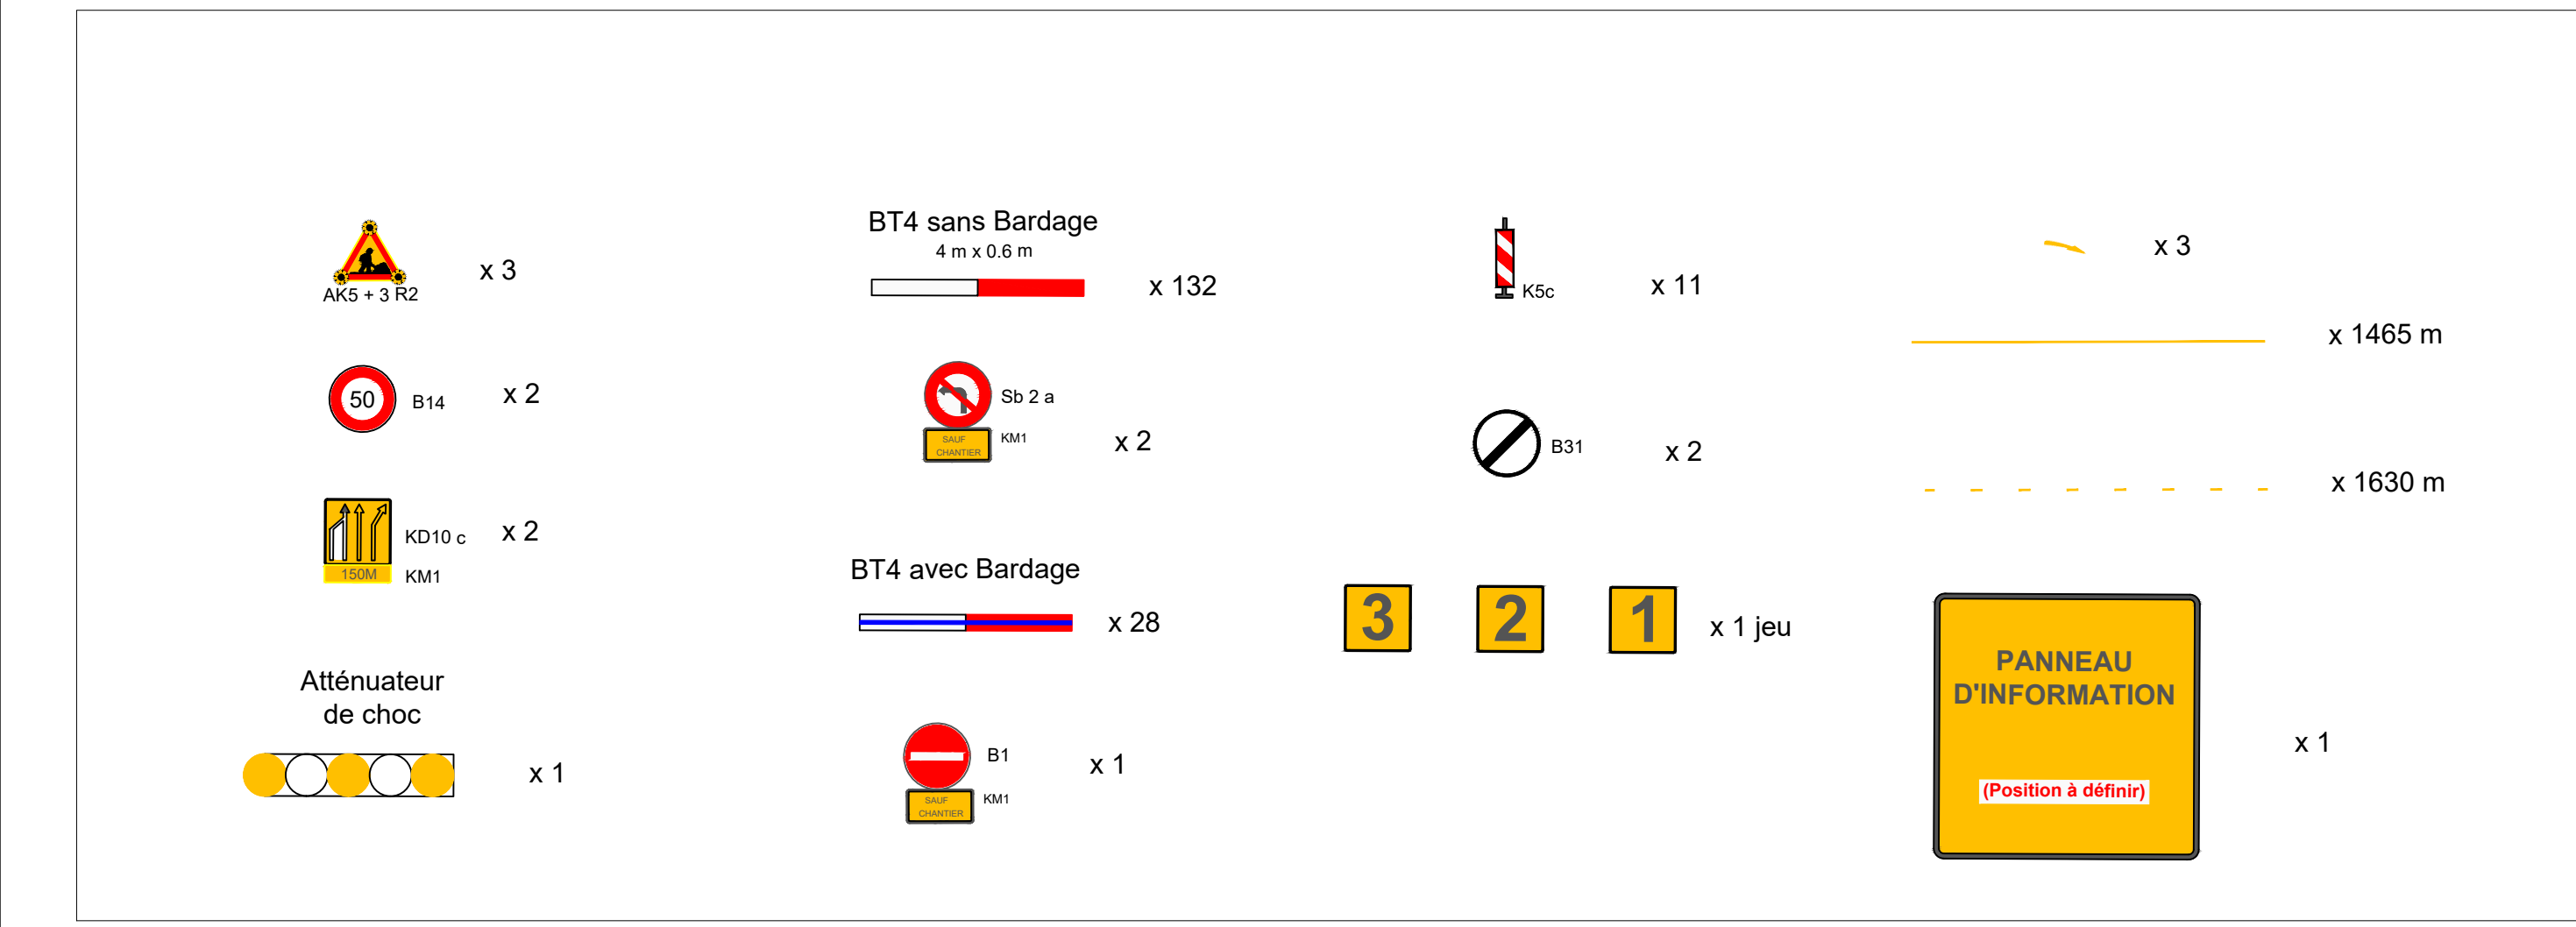 AK5 + 3 R2
x 3
50
B14
x 2
KD10 c
x 2
150M
KM1
Atténuateur
de choc
x 1
BT4 sans Bardage
4 m x 0.6 m
x 132
Sb 2 a
SAUF
CHANTIER
KM1
x 2
BT4 avec Bardage
x 28
B1
x 1
SAUF
CHANTIER
KM1
K5c
x 11
B31
x 2
3 2 1 x 1 jeu
x 3
x 1465 m
x 1630 m
PANNEAU
D'INFORMATION
(Position à définir)
x 1